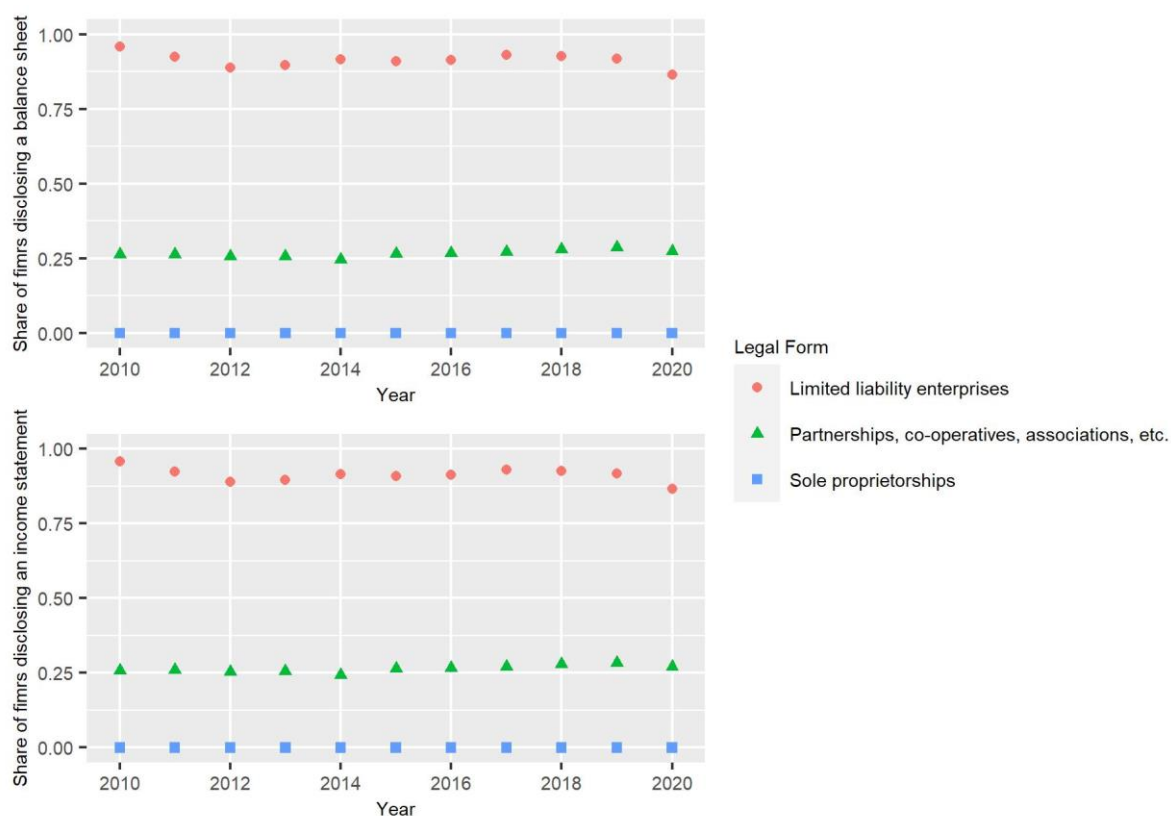 Share of fimrs disclosing a balance sheet
1.00
0.75
0.50
0.25
0.00
2010 2012 2014 2016 2018 2020
Year
Legal Form
Limited liability enterprises
Partnerships, co-operatives, associations, etc.
Sole proprietorships
Share of fimrs disclosing an income statement
1.00
0.75
0.50
0.25
0.00
2010 2012 2014 2016 2018 2020
Year